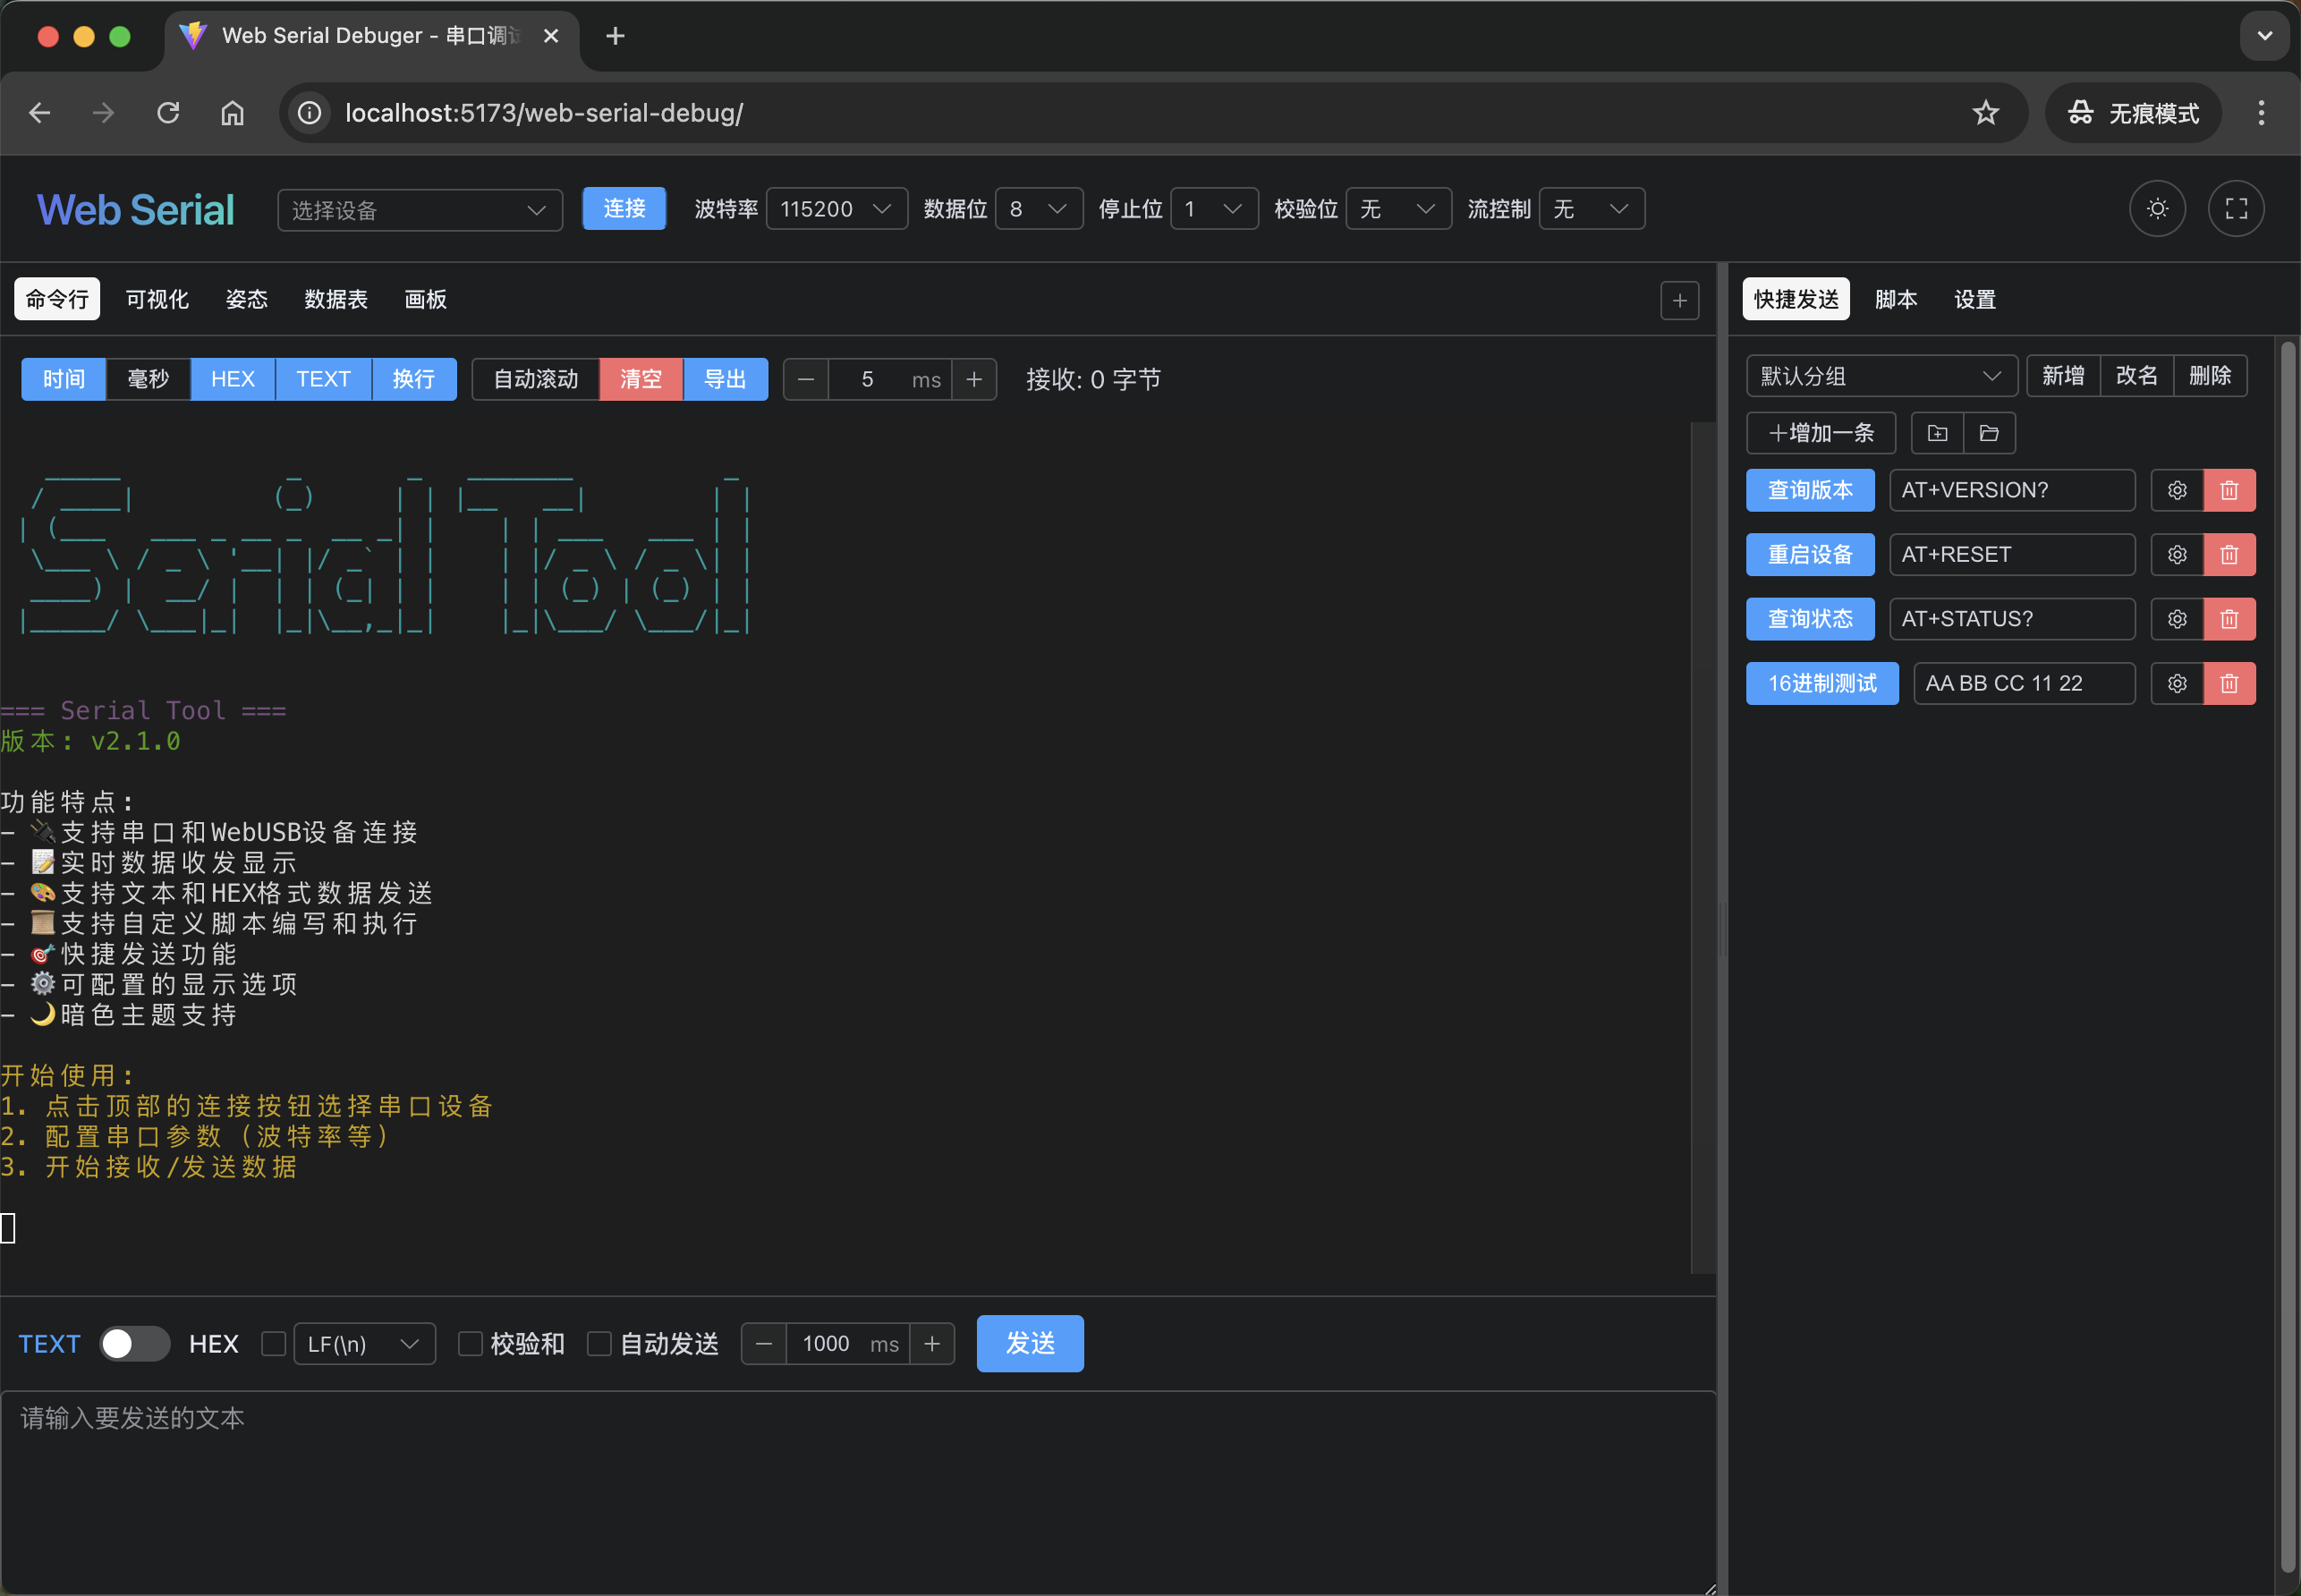 Web Serial Debuger - 串口调试
localhost:5173/web-serial-debug/
无痕模式
Web Serial
选择设备
连接
波特率 115200 数据位 8 停止位 1 校验位 无 流控制 无
命令行 可视化 姿态 数据表 画板
快捷发送 脚本 设置
时间 毫秒 HEX TEXT 换行 自动滚动 清空 导出 5 ms 接收: 0 字节
默认分组 新增 改名 删除
增加一条
查询版本 AT+VERSION?
重启设备 AT+RESET
查询状态 AT+STATUS?
16进制测试 AA BB CC 11 22
Serial Tool
=== Serial Tool ===
版本: v2.1.0
功能特点:
- 🔌支持串口和WebUSB设备连接
- 📝实时数据收发显示
- 🎨支持文本和HEX格式数据发送
- 📜支持自定义脚本编写和执行
- 🎯快捷发送功能
- ⚙️可配置的显示选项
- 🌙暗色主题支持
开始使用:
1. 点击顶部的连接按钮选择串口设备
2. 配置串口参数（波特率等）
3. 开始接收/发送数据
TEXT HEX LF(\n) 校验和 自动发送 1000 ms 发送
请输入要发送的文本